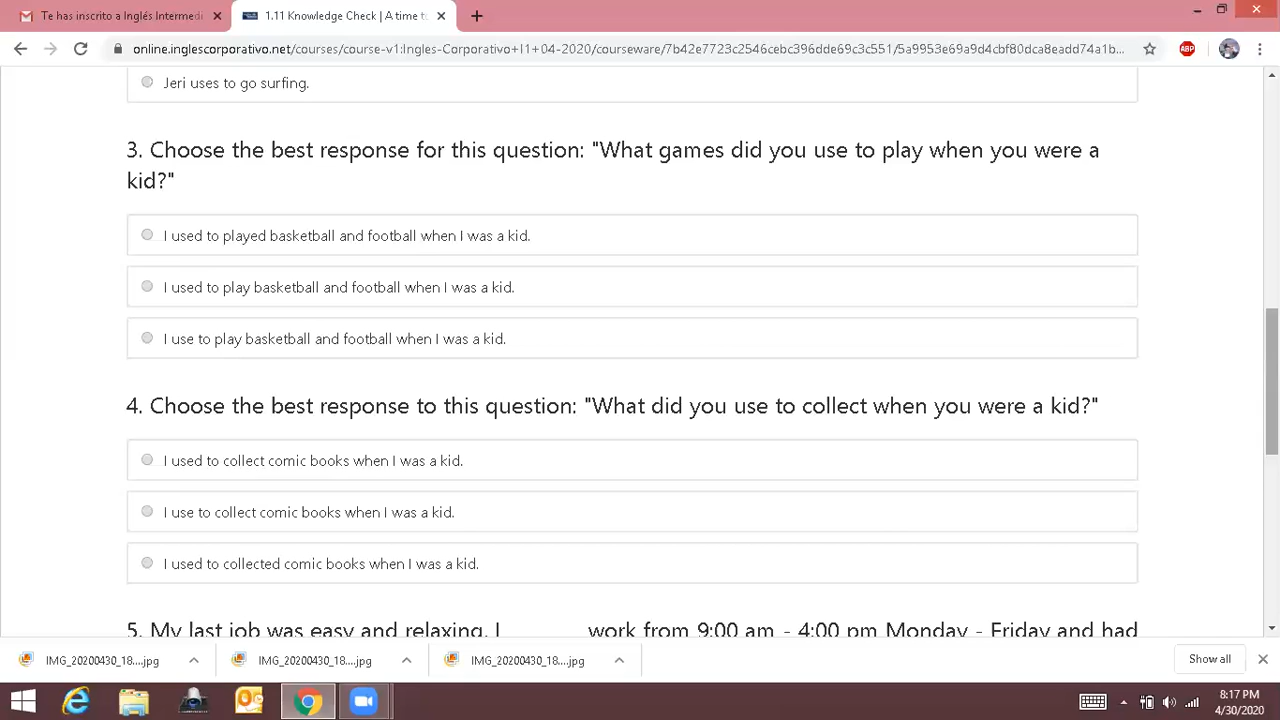 Te has inscrito a Inglés Intermedi
1.11 Knowledge Check | A time t
online.inglescorporativo.net/courses/course-v1:Ingles-Corporativo+I1+04-2020/courseware/7b42e7723c2546cebc396dde69c3c551/5a9953e69a9d4cbf80dca8eadd74a1b...
ABP
Jeri uses to go surfing.
3. Choose the best response for this question: "What games did you use to play when you were a
kid?"
I used to played basketball and football when I was a kid.
I used to play basketball and football when I was a kid.
I use to play basketball and football when I was a kid.
4. Choose the best response to this question: "What did you use to collect when you were a kid?"
I used to collect comic books when I was a kid.
I use to collect comic books when I was a kid.
I used to collected comic books when I was a kid.
5. My last job was easy and relaxing. I ______ work from 9:00 am - 4:00 pm Monday - Friday and had
IMG_20200430_18....jpg
IMG_20200430_18....jpg
IMG_20200430_18....jpg
Show all
8:17 PM
4/30/2020